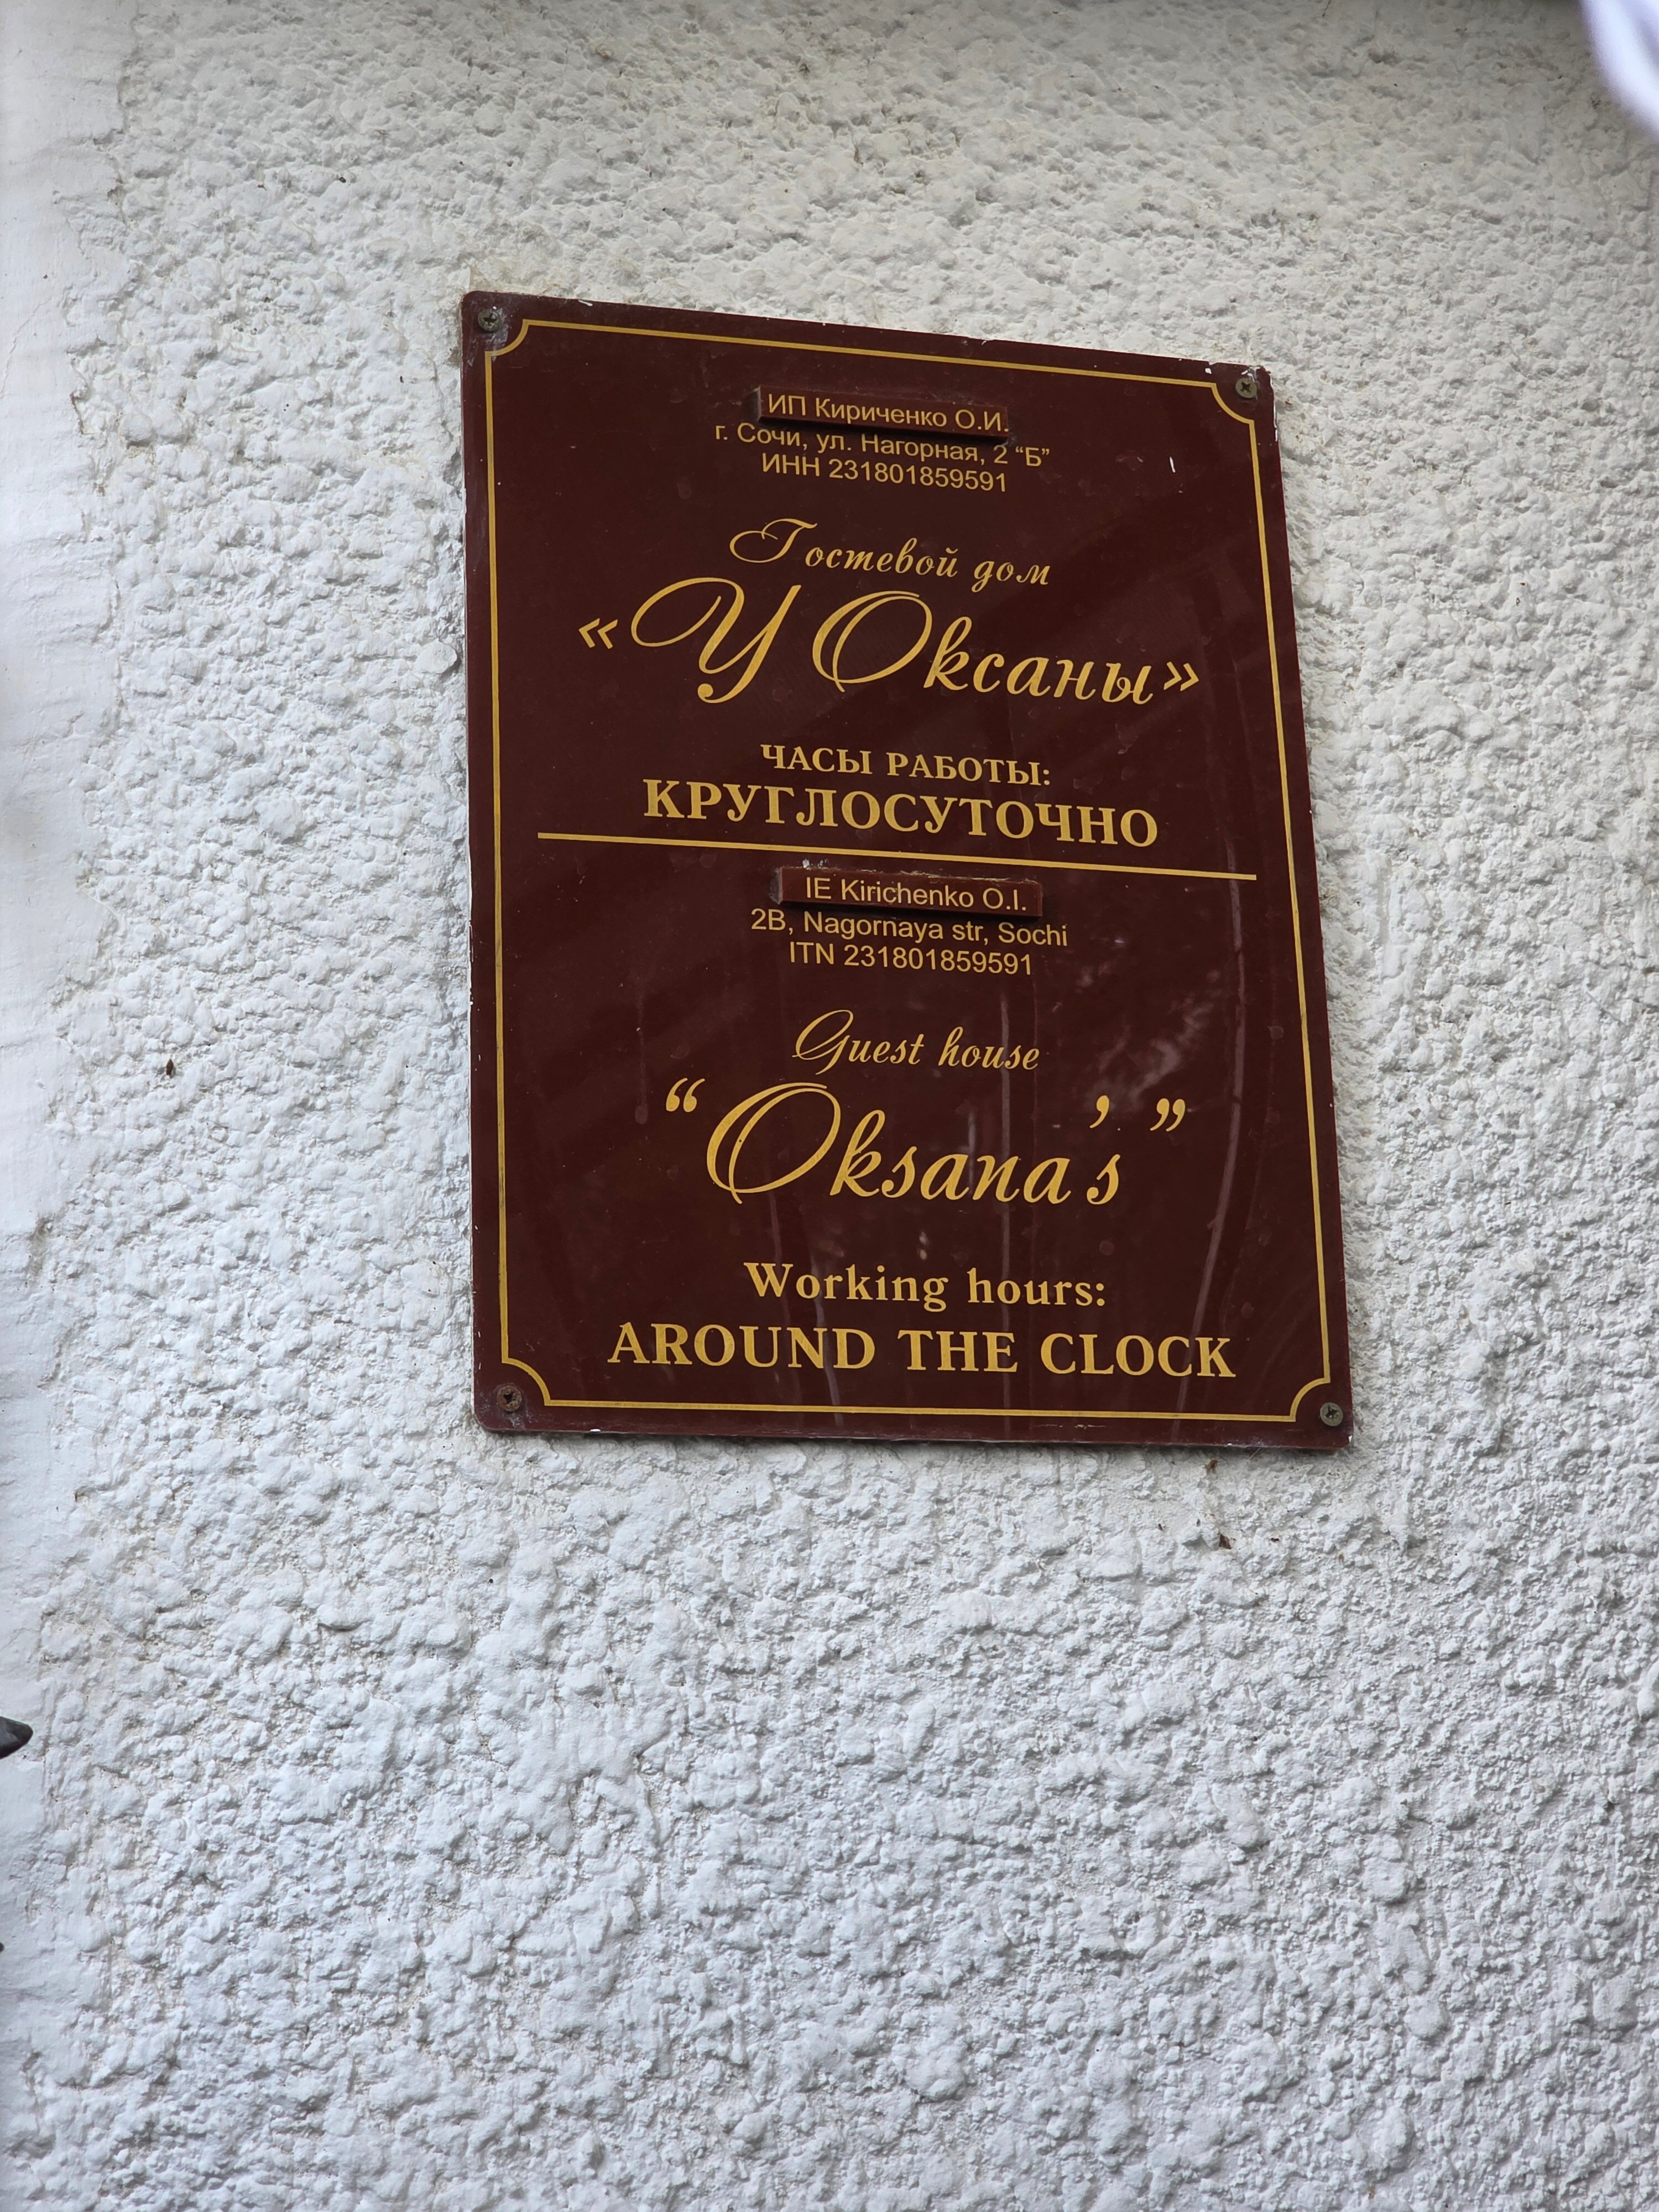 ИП Кириченко О.И.
г. Сочи, ул. Нагорная, 2 “Б”
ИНН 231801859591
Гостевой дом
«У Оксаны»
ЧАСЫ РАБОТЫ:
КРУГЛОСУТОЧНО
IE Kirichenko O.I.
2B, Nagornaya str, Sochi
ITN 231801859591
Guest house
“Oksana’s”
Working hours:
AROUND THE CLOCK